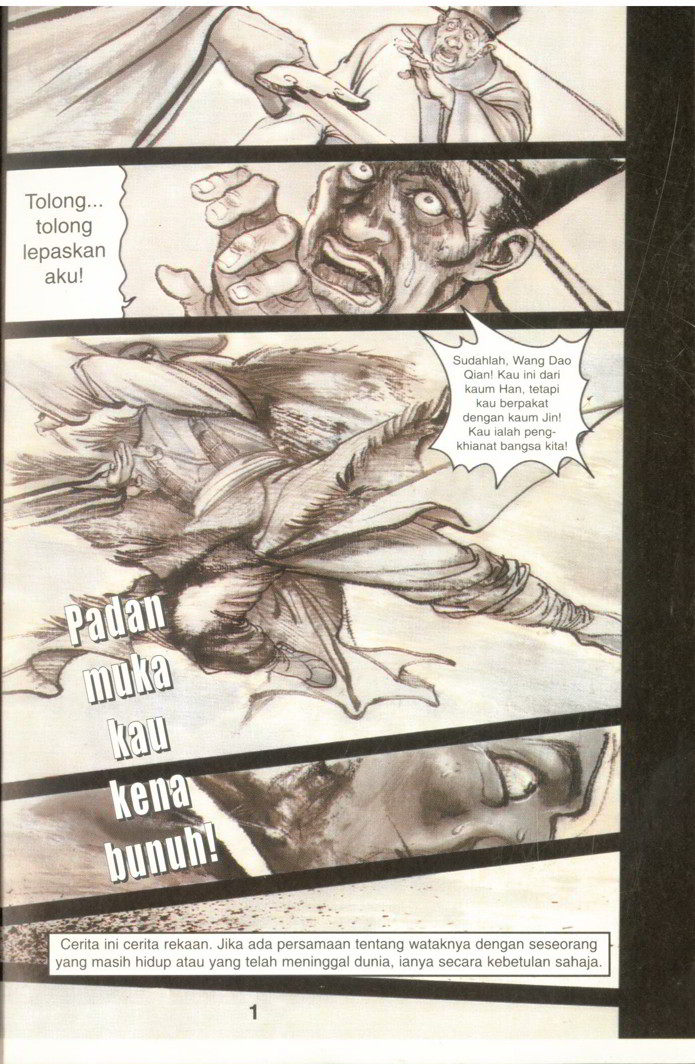 Tolong...
tolong
lepaskan
aku!
Sudahlah, Wang Dao
Qian! Kau ini dari
kaum Han, tetapi
kau berpakat
dengan kaum Jin!
Kau ialah peng-
khianat bangsa kita!
Padan
muka
kau
kena
bunuh!
Cerita ini cerita rekaan. Jika ada persamaan tentang wataknya dengan seseorang
yang masih hidup atau yang telah meninggal dunia, ianya secara kebetulan sahaja.
1